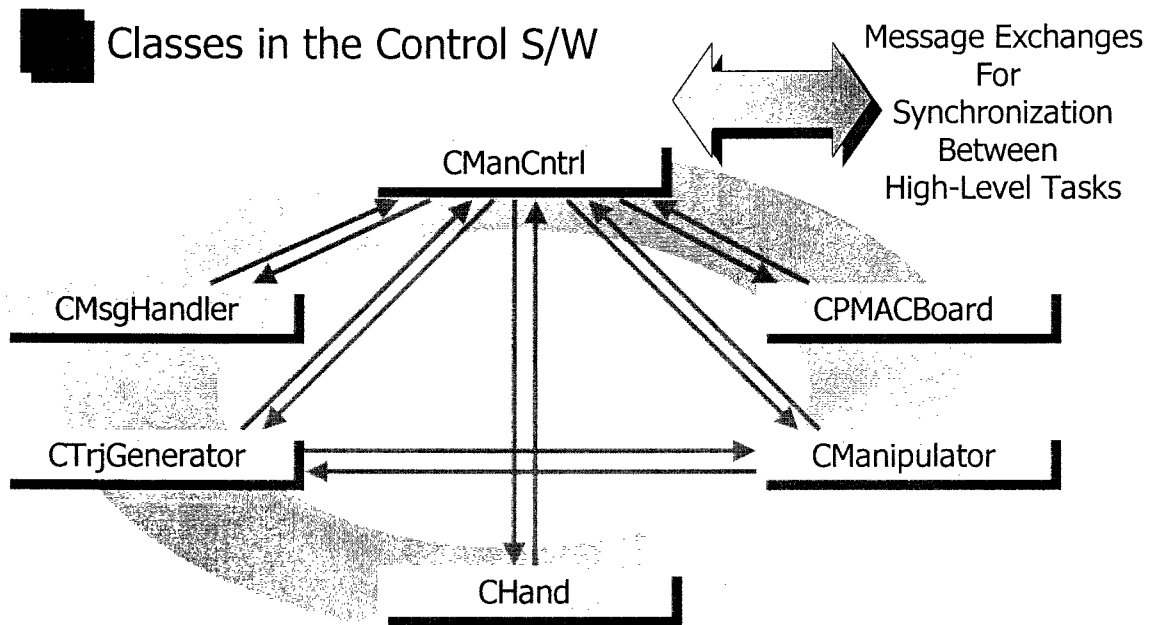 Classes in the Control S/W
Message Exchanges
For
Synchronization
Between
High-Level Tasks
CManCntrl
CMsgHandler
CPMACBoard
CTrjGenerator
CManipulator
CHand